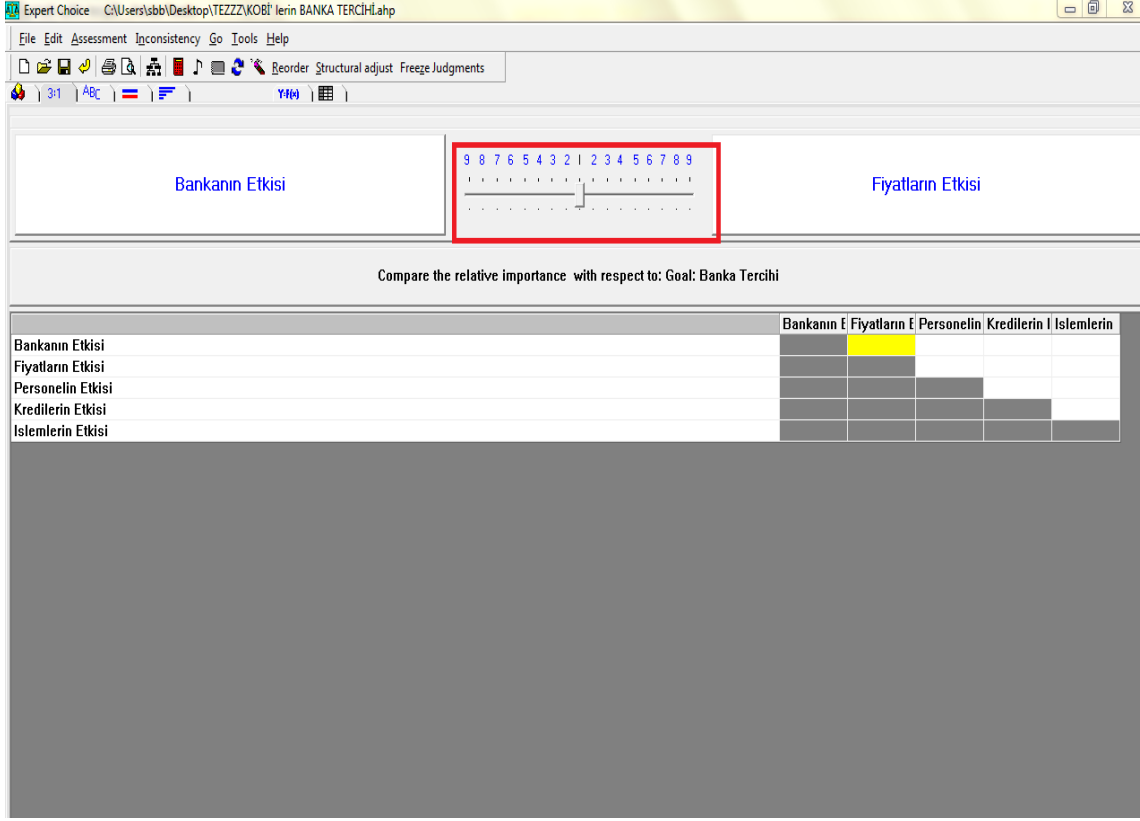 Expert Choice C:\Users\sbb\Desktop\TEZZZ\KOBİ' lerin BANKA TERCİHİ.ahp
File Edit Assessment Inconsistency Go Tools Help
Reorder Structural adjust Freeze Judgments
3:1 ABC Y:F(x)
9 8 7 6 5 4 3 2 1 2 3 4 5 6 7 8 9
Bankanın Etkisi Fiyatların Etkisi
Compare the relative importance with respect to: Goal: Banka Tercihi
Bankanın E Fiyatların E Personelin Kredilerin I Islemlerin
Bankanın Etkisi
Fiyatların Etkisi
Personelin Etkisi
Kredilerin Etkisi
Islemlerin Etkisi